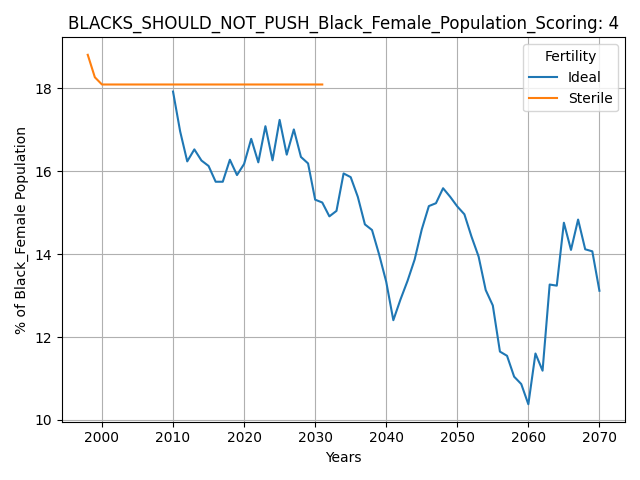 BLACKS_SHOULD_NOT_PUSH_Black_Female_Population_Scoring: 4
Fertility
Ideal
Sterile
% of Black_Female Population
18
16
14
12
10
2000 2010 2020 2030 2040 2050 2060 2070
Years